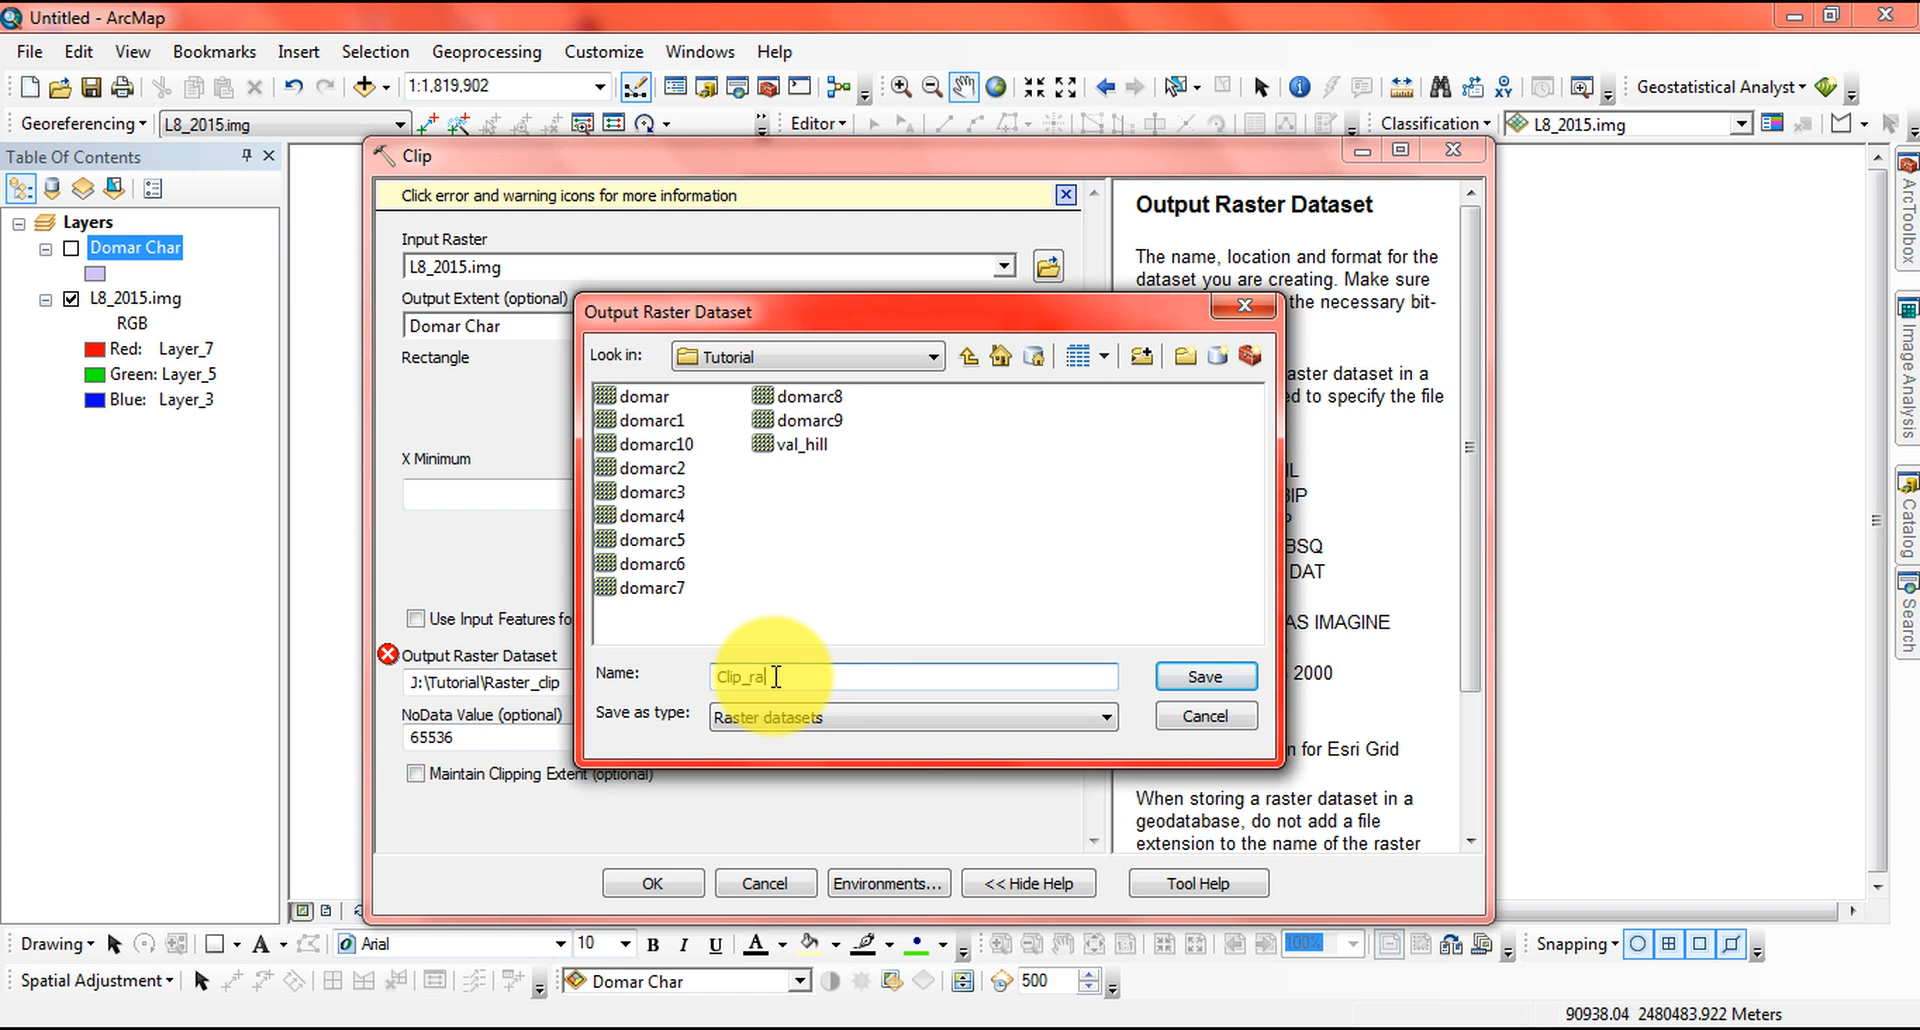 Untitled - ArcMap
File Edit View Bookmarks Insert Selection Geoprocessing Customize Windows Help
1:1,819,902
Geostatistical Analyst
Georeferencing L8_2015.img Editor Classification L8_2015.img
Table Of Contents
Layers
Domar Char
L8_2015.img
RGB
Red: Layer_7
Green: Layer_5
Blue: Layer_3
Clip
Click error and warning icons for more information
Input Raster
L8_2015.img
Output Extent (optional)
Domar Char
Rectangle
X Minimum
Use Input Features fo
Output Raster Dataset
J:\Tutorial\Raster_clip
NoData Value (optional)
65536
Maintain Clipping Extent (optional)
OK Cancel Environments... << Hide Help Tool Help
Output Raster Dataset
The name, location and format for the
dataset you are creating. Make sure
the necessary bit-
aster dataset in a
ed to specify the file
IL
BIP
BSQ
DAT
AS IMAGINE
2000
n for Esri Grid
When storing a raster dataset in a
geodatabase, do not add a file
extension to the name of the raster
Output Raster Dataset
Look in: Tutorial
domar
domarc1
domarc10
domarc2
domarc3
domarc4
domarc5
domarc6
domarc7
domarc8
domarc9
val_hill
Name: Clip_ra
Save
Save as type: Raster datasets
Cancel
ArcToolbox
Image Analysis
Catalog
Search
Drawing Arial 10 B I U A 100% Snapping
Spatial Adjustment Domar Char 500
90938.04 2480483.922 Meters